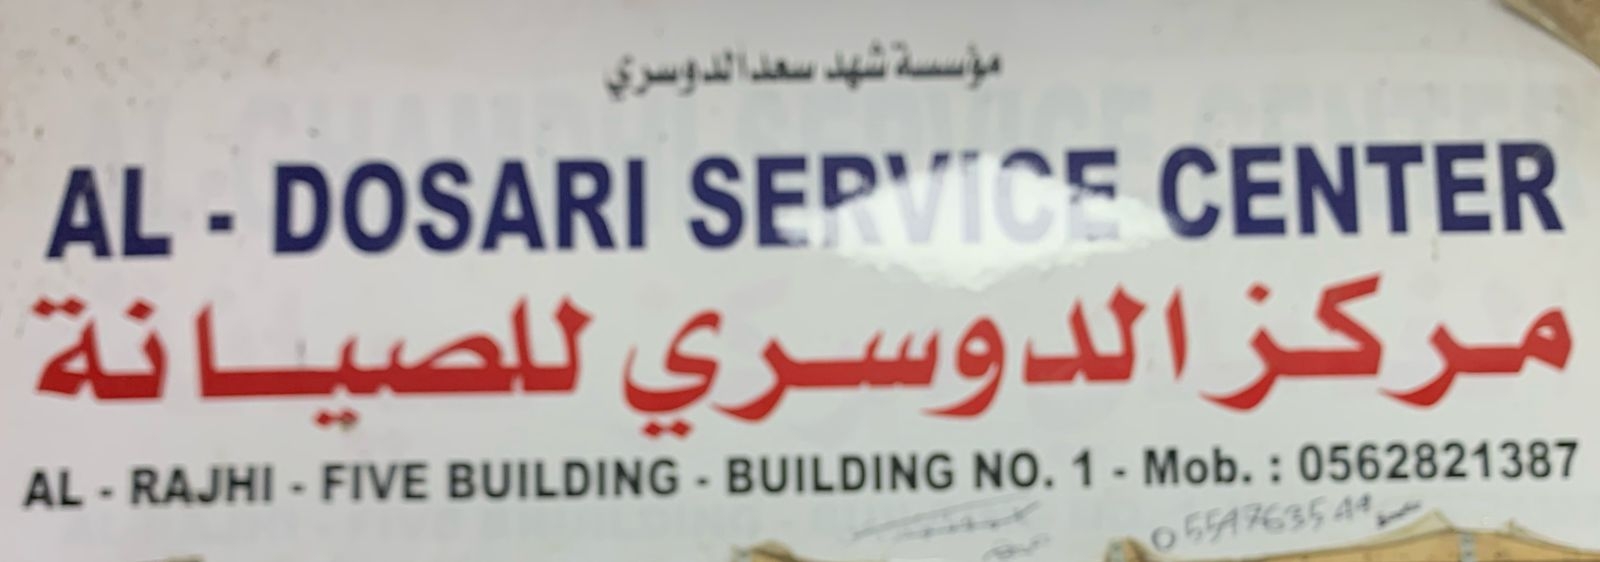 مؤسسة شهد سعد الدوسري
AL - DOSARI SERVICE CENTER
مركز الدوسري للصيانة
AL - RAJHI - FIVE BUILDING - BUILDING NO. 1 - Mob. : 0562821387